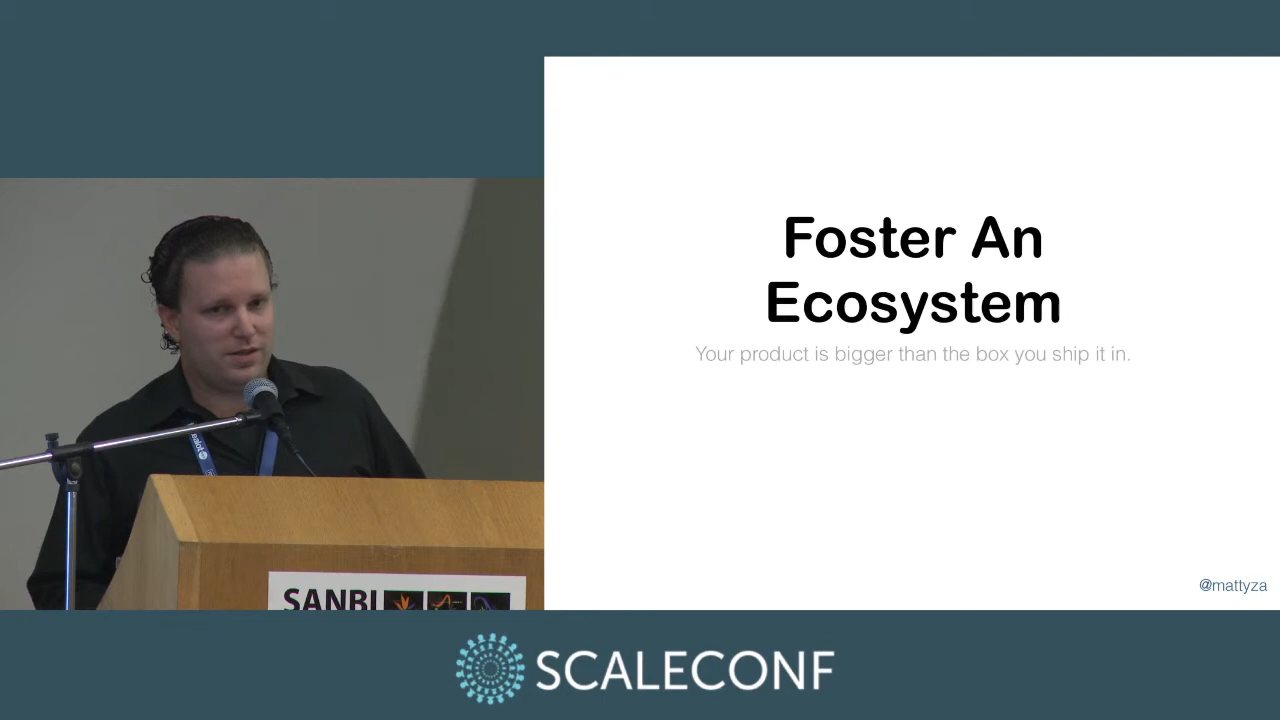 Foster An
Ecosystem
Your product is bigger than the box you ship it in.
@mattyza
SANBI
SCALECONF